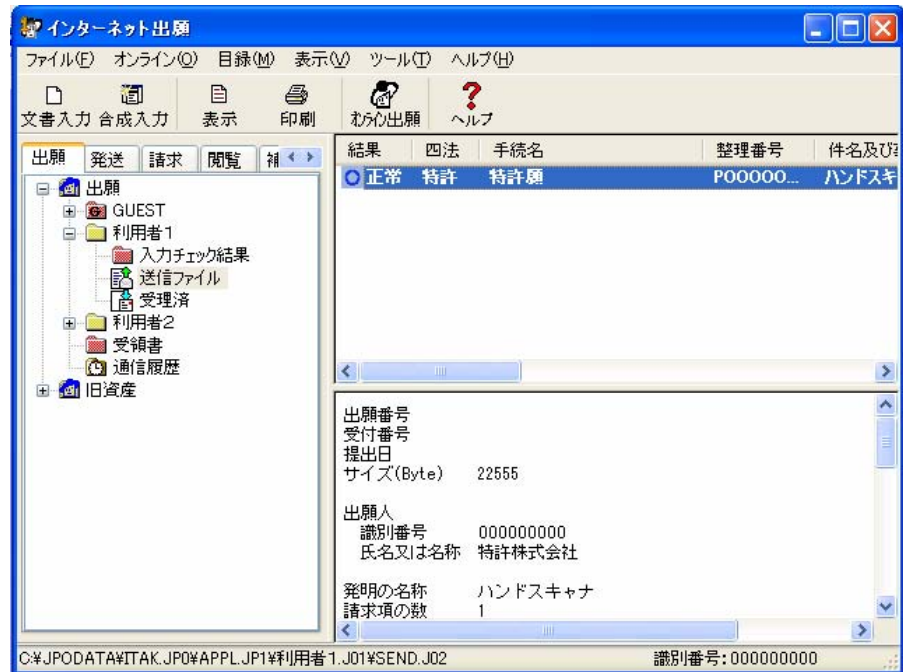 インターネット出願
ファイル(F) オンライン(O) 目録(M) 表示(V) ツール(T) ヘルプ(H)
文書入力 合成入力 表示 印刷 オンライン出願 ヘルプ
出願 発送 請求 閲覧 補
出願
GUEST
利用者1
入力チェック結果
送信ファイル
受理済
利用者2
受領書
通信履歴
旧資産
結果 四法 手続名 整理番号 件名及び
正常 特許 特許願 P00000... ハンドスキ
出願番号
受付番号
提出日
サイズ(Byte) 22555
出願人
識別番号 000000000
氏名又は名称 特許株式会社
発明の名称 ハンドスキャナ
請求項の数 1
C:¥JPODATA¥ITAK.JP0¥APPL.JP1¥利用者1.J01¥SEND.J02 識別番号:000000000